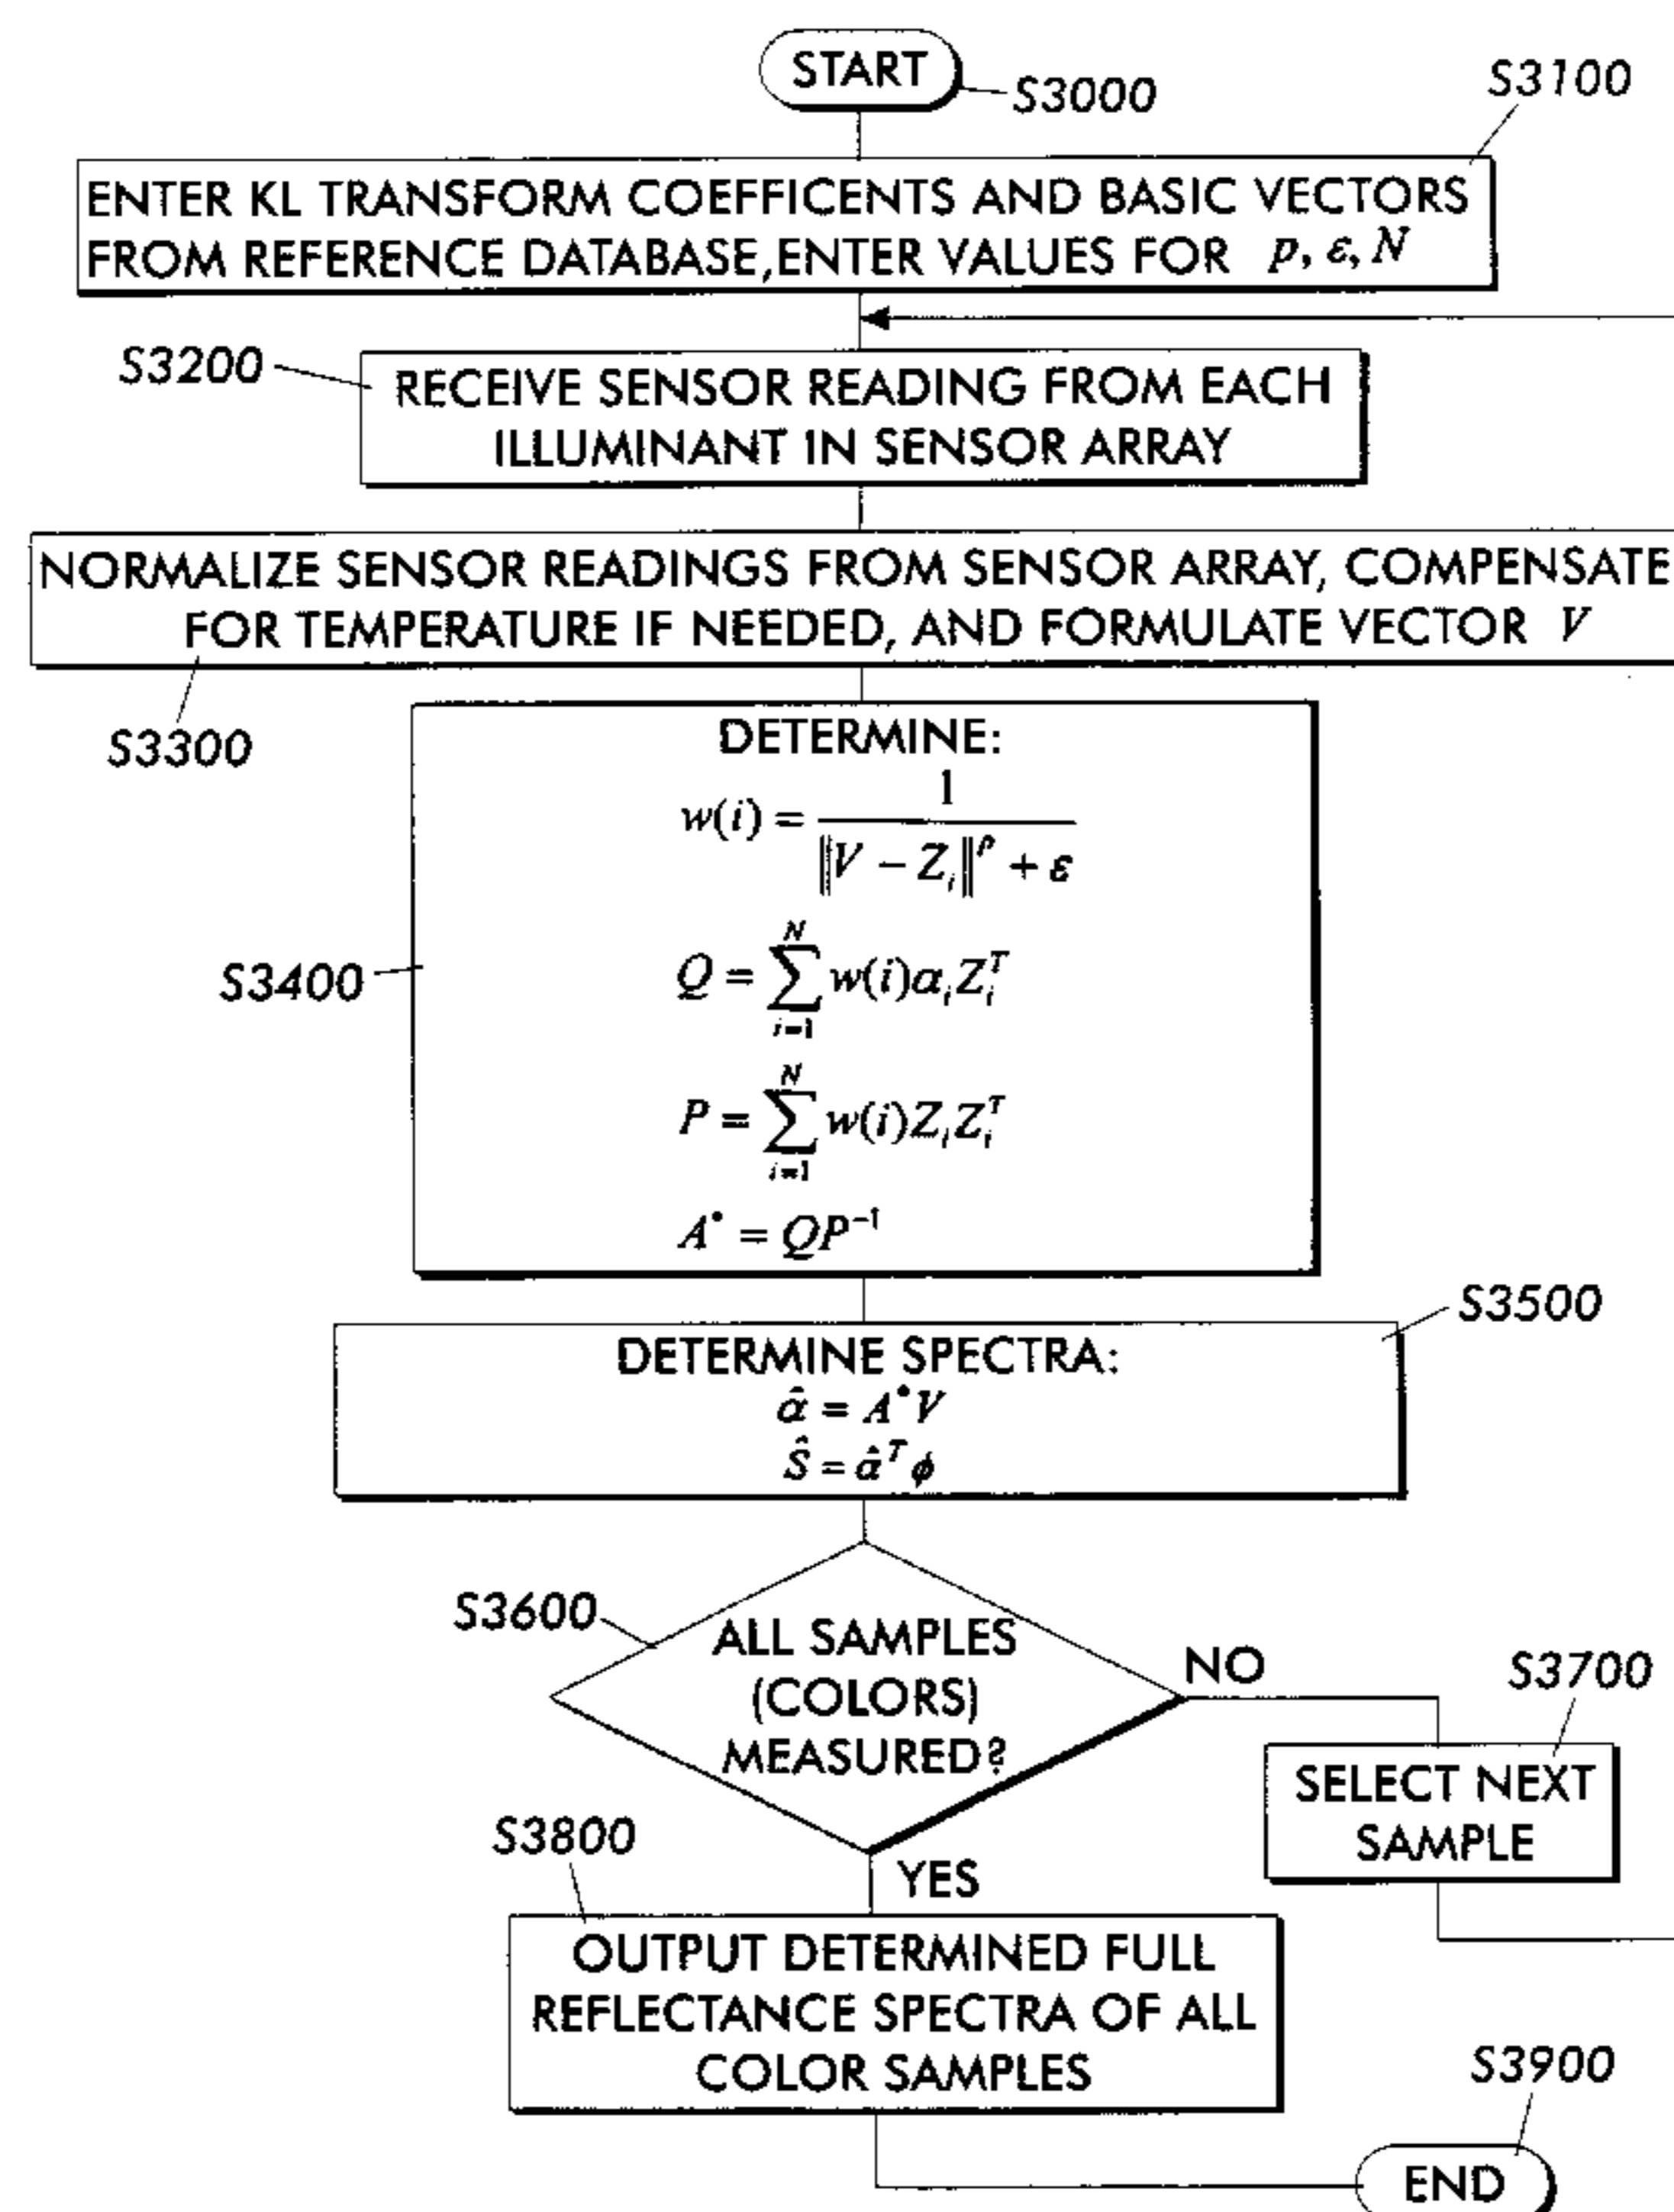 START
S3000
S3100
ENTER KL TRANSFORM COEFFICENTS AND BASIC VECTORS
FROM REFERENCE DATABASE,ENTER VALUES FOR p, ε, N
S3200
RECEIVE SENSOR READING FROM EACH
ILLUMINANT IN SENSOR ARRAY
NORMALIZE SENSOR READINGS FROM SENSOR ARRAY, COMPENSATE
FOR TEMPERATURE IF NEEDED, AND FORMULATE VECTOR V
S3300
DETERMINE:
w(i) = 1 / (‖V − Z_i‖^p + ε)
S3400
Q = ∑_{i=1}^{N} w(i)α_i Z_i^T
P = ∑_{i=1}^{N} w(i)Z_i Z_i^T
A^• = QP^{-1}
S3500
DETERMINE SPECTRA:
α̂ = A^• V
Ŝ = α̂^T ϕ
S3600
ALL SAMPLES
(COLORS)
MEASURED?
NO
S3700
SELECT NEXT
SAMPLE
S3800
YES
OUTPUT DETERMINED FULL
REFLECTANCE SPECTRA OF ALL
COLOR SAMPLES
S3900
END